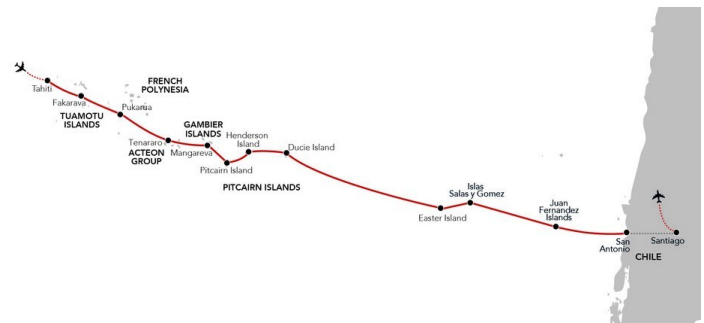 FRENCH
POLYNESIA
Tahiti
Fakarava
Pukarua
TUAMOTU
ISLANDS
GAMBIER
ISLANDS
Tenararo
ACTEON
GROUP
Mangareva
Henderson
Island
Ducie Island
Pitcairn Island
PITCAIRN ISLANDS
Islas
Salas y Gomez
Easter Island
Juan
Fernandez
Islands
San
Antonio
Santiago
CHILE